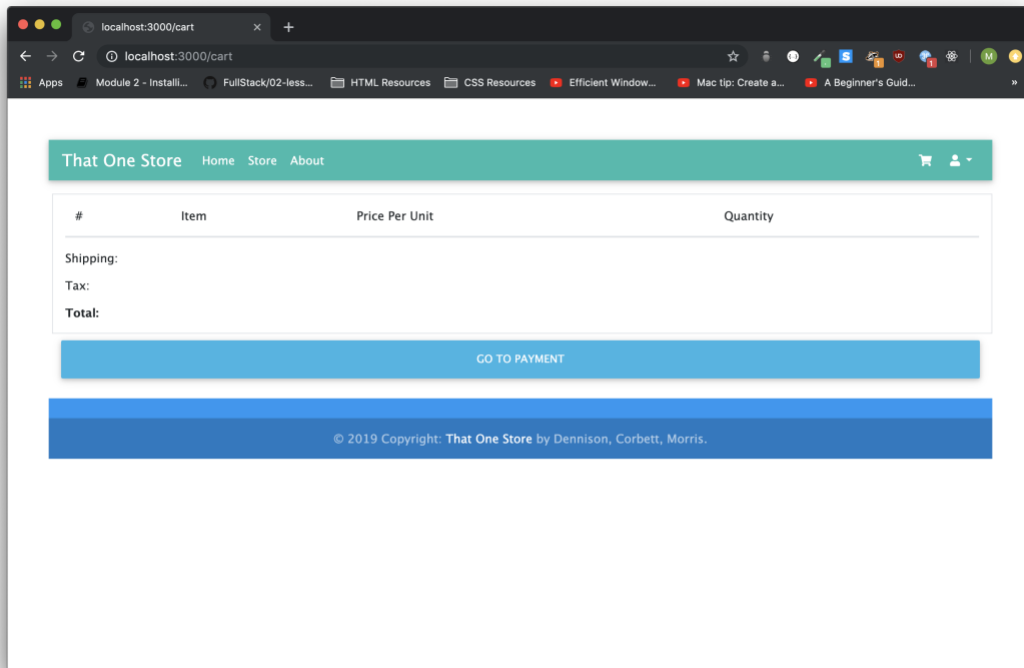 localhost:3000/cart
localhost:3000/cart
Apps Module 2 - Installi... FullStack/02-less... HTML Resources CSS Resources Efficient Window... Mac tip: Create a... A Beginner's Guid... »
That One Store Home Store About
# Item Price Per Unit Quantity
Shipping:
Tax:
Total:
GO TO PAYMENT
© 2019 Copyright: That One Store by Dennison, Corbett, Morris.